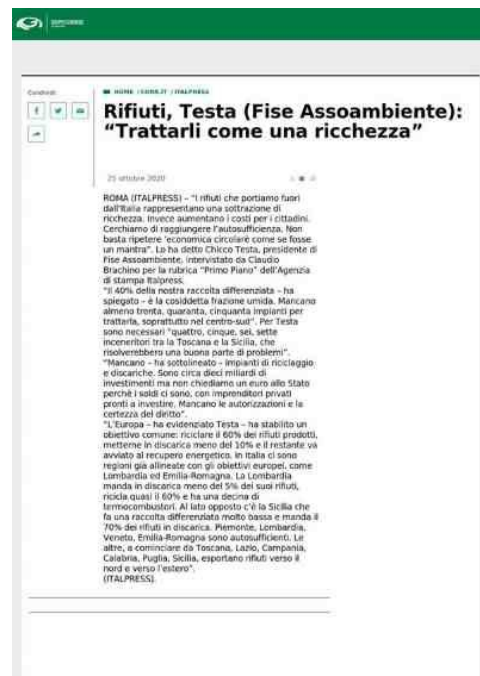 Condividi:
HOME / CORR.IT / ITALPRESS
Rifiuti, Testa (Fise Assoambiente):
“Trattarli come una ricchezza”
25 ottobre 2020
ROMA (ITALPRESS) – “I rifiuti che portiamo fuori
dall’Italia rappresentano una sottrazione di
ricchezza. Invece aumentano i costi per i cittadini.
Cerchiamo di raggiungere l’autosufficienza. Non
basta ripetere ‘economica circolare come se fosse
un mantra”. Lo ha detto Chicco Testa, presidente di
Fise Assoambiente, intervistato da Claudio
Brachino per la rubrica “Primo Piano” dell’Agenzia
di stampa Italpress.
“Il 40% della nostra raccolta differenziata – ha
spiegato – è la cosiddetta frazione umida. Mancano
almeno trenta, quaranta, cinquanta impianti per
trattarla, soprattutto nel centro-sud”. Per Testa
sono necessari “quattro, cinque, sei, sette
inceneritori tra la Toscana e la Sicilia, che
risolverebbero una buona parte di problemi”.
“Mancano – ha sottolineato – impianti di riciclaggio
e discariche. Sono circa dieci miliardi di
investimenti ma non chiediamo un euro allo Stato
perchè i soldi ci sono, con imprenditori privati
pronti a investire. Mancano le autorizzazioni e la
certezza del diritto”.
“L’Europa – ha evidenziato Testa – ha stabilito un
obiettivo comune: riciclare il 60% dei rifiuti prodotti,
metterne in discarica meno del 10% e il restante va
avviato al recupero energetico. In Italia ci sono
regioni già allineate con gli obiettivi europei, come
Lombardia ed Emilia-Romagna. La Lombardia
manda in discarica meno del 5% dei suoi rifiuti,
ricicla quasi il 60% e ha una decina di
termocombustori. Al lato opposto c’è la Sicilia che
fa una raccolta differenziata molto bassa e manda il
70% dei rifiuti in discarica. Piemonte, Lombardia,
Veneto, Emilia-Romagna sono autosufficienti. Le
altre, a cominciare da Toscana, Lazio, Campania,
Calabria, Puglia, Sicilia, esportano rifiuti verso il
nord e verso l’estero”.
(ITALPRESS).